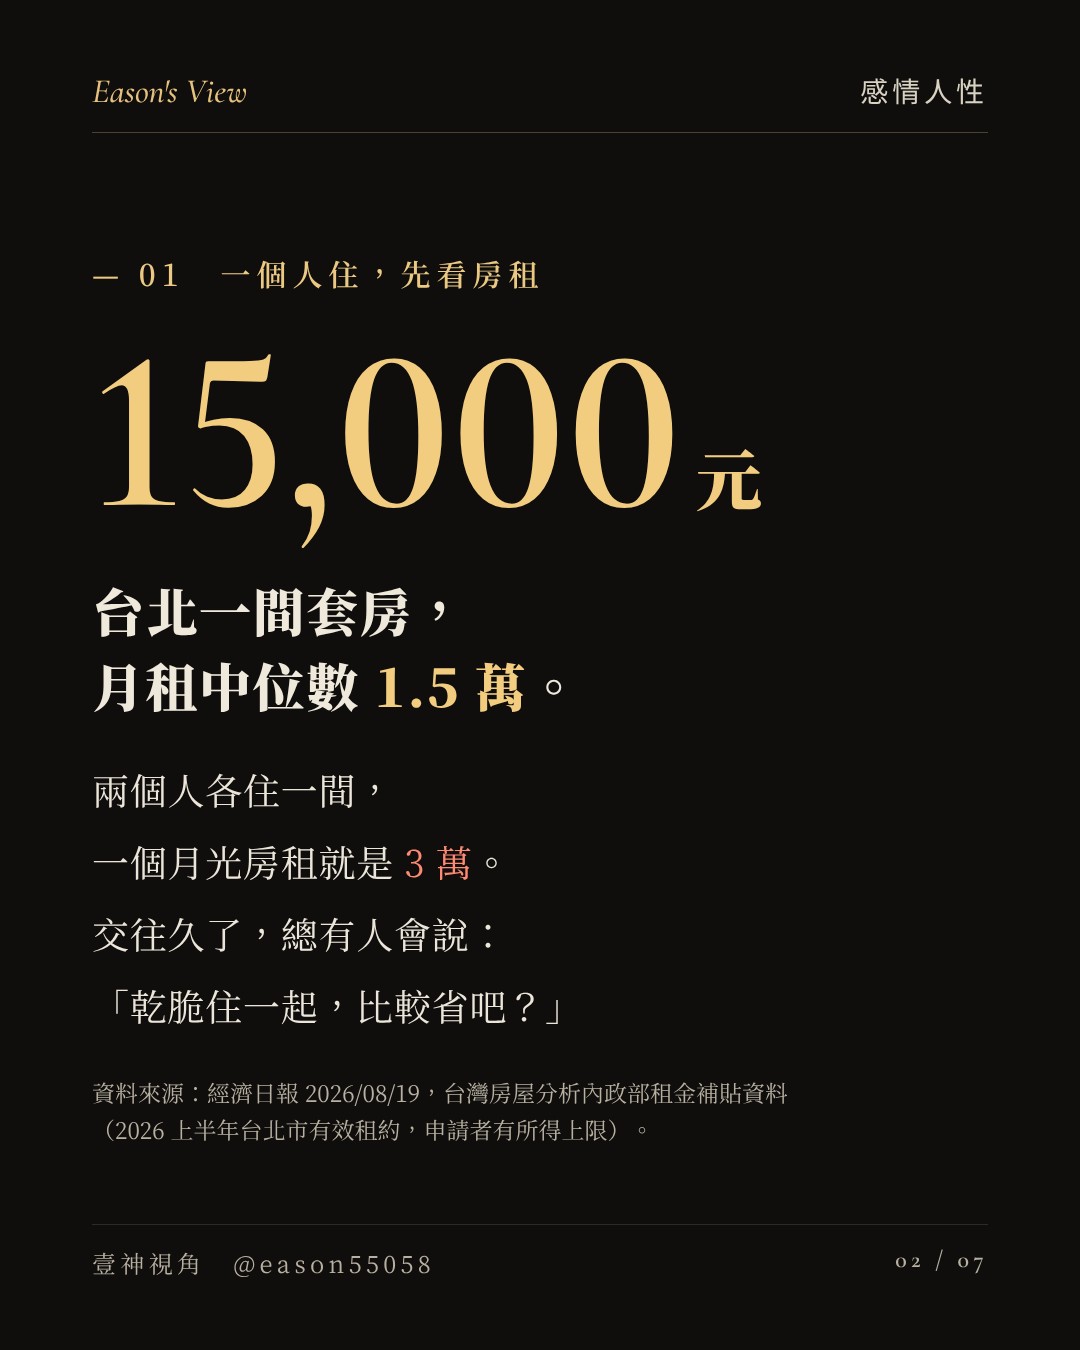 Eason's View
感情人性
— 01 一個人住，先看房租
15,000元
台北一間套房，
月租中位數 1.5 萬。
兩個人各住一間，
一個月光房租就是 3 萬。
交往久了，總有人會說：
「乾脆住一起，比較省吧？」
資料來源：經濟日報 2026/08/19，台灣房屋分析內政部租金補貼資料
（2026 上半年台北市有效租約，申請者有所得上限）。
壹神視角 @eason55058
02 / 07